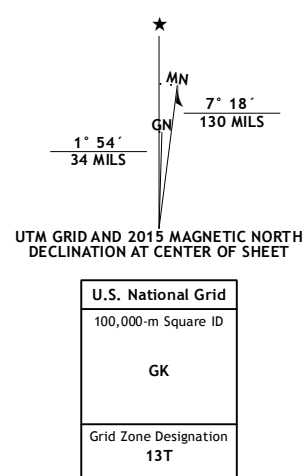 ★
MN
GN
7° 18´
130 MILS
1° 54´
34 MILS
UTM GRID AND 2015 MAGNETIC NORTH
DECLINATION AT CENTER OF SHEET
U.S. National Grid
100,000-m Square ID
GK
Grid Zone Designation
13T